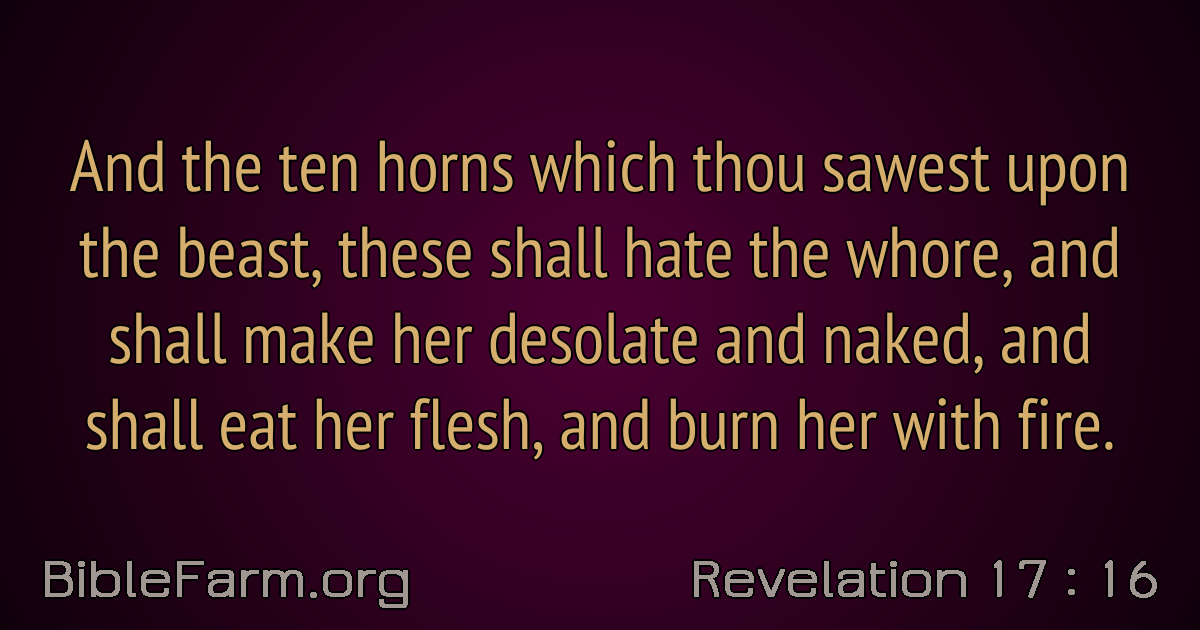 And the ten horns which thou sawest upon
the beast, these shall hate the whore, and
shall make her desolate and naked, and
shall eat her flesh, and burn her with fire.
BibleFarm.org
Revelation 17 : 16